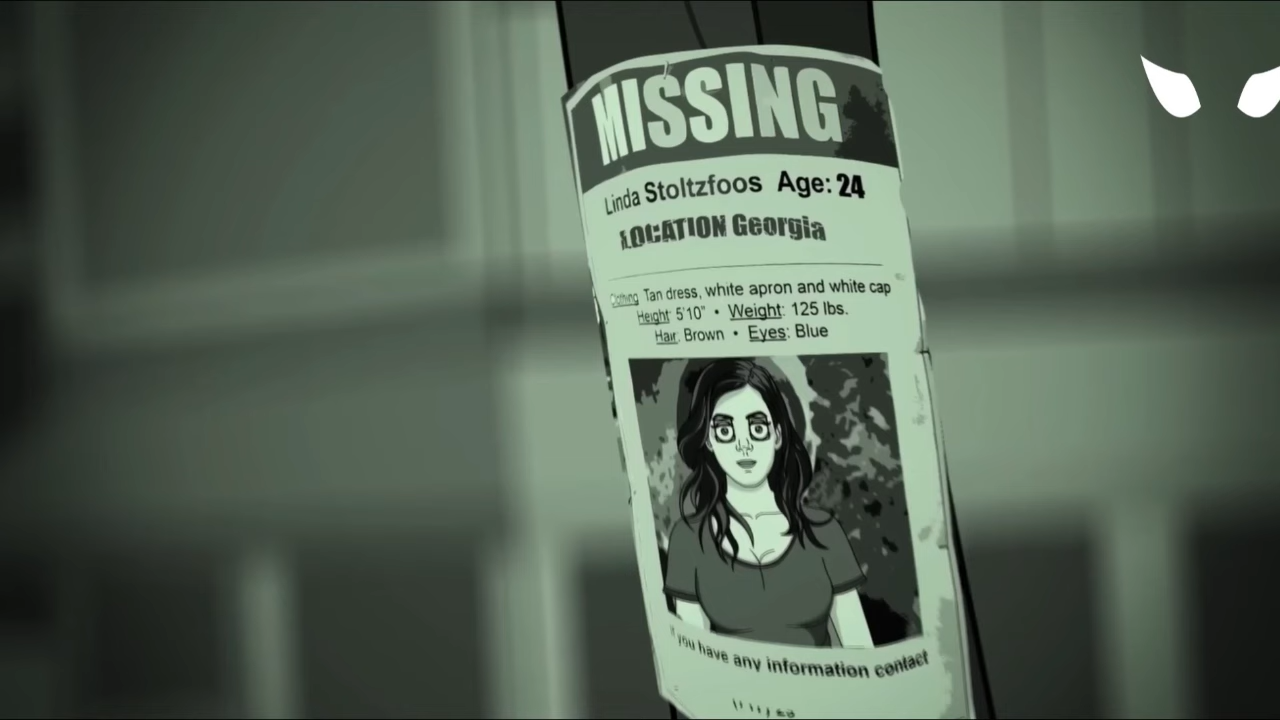 MISSING
Linda Stoltzfoos Age: 24
LOCATION Georgia
Clothing Tan dress, white apron and white cap
Height: 5'10" • Weight: 125 lbs.
Hair: Brown • Eyes: Blue
If you have any information contact